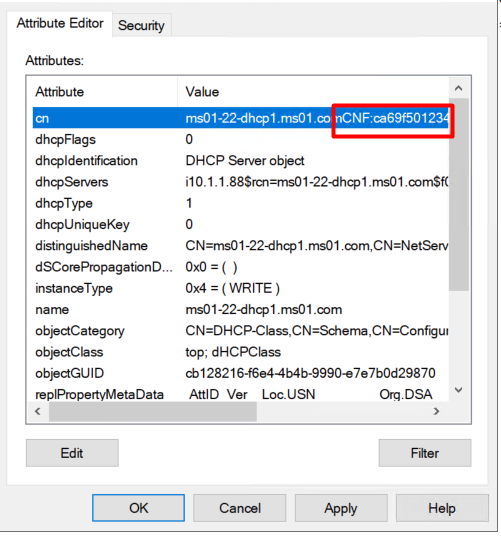 Attribute Editor Security
Attributes:
Attribute Value
cn ms01-22-dhcp1.ms01.comCNF:ca69f501234
dhcpFlags 0
dhcpIdentification DHCP Server object
dhcpServers i10.1.1.88$rcn=ms01-22-dhcp1.ms01.com$f(
dhcpType 1
dhcpUniqueKey 0
distinguishedName CN=ms01-22-dhcp1.ms01.com,CN=NetServ
dSCorePropagationD... 0x0 = ( )
instanceType 0x4 = ( WRITE )
name ms01-22-dhcp1.ms01.com
objectCategory CN=DHCP-Class,CN=Schema,CN=Configur
objectClass top; dHCPClass
objectGUID cb128216-f6e4-4b4b-9990-e7e7b0d29870
replPropertyMetaData AttID Ver Loc.USN Org.DSA
Edit Filter
OK Cancel Apply Help